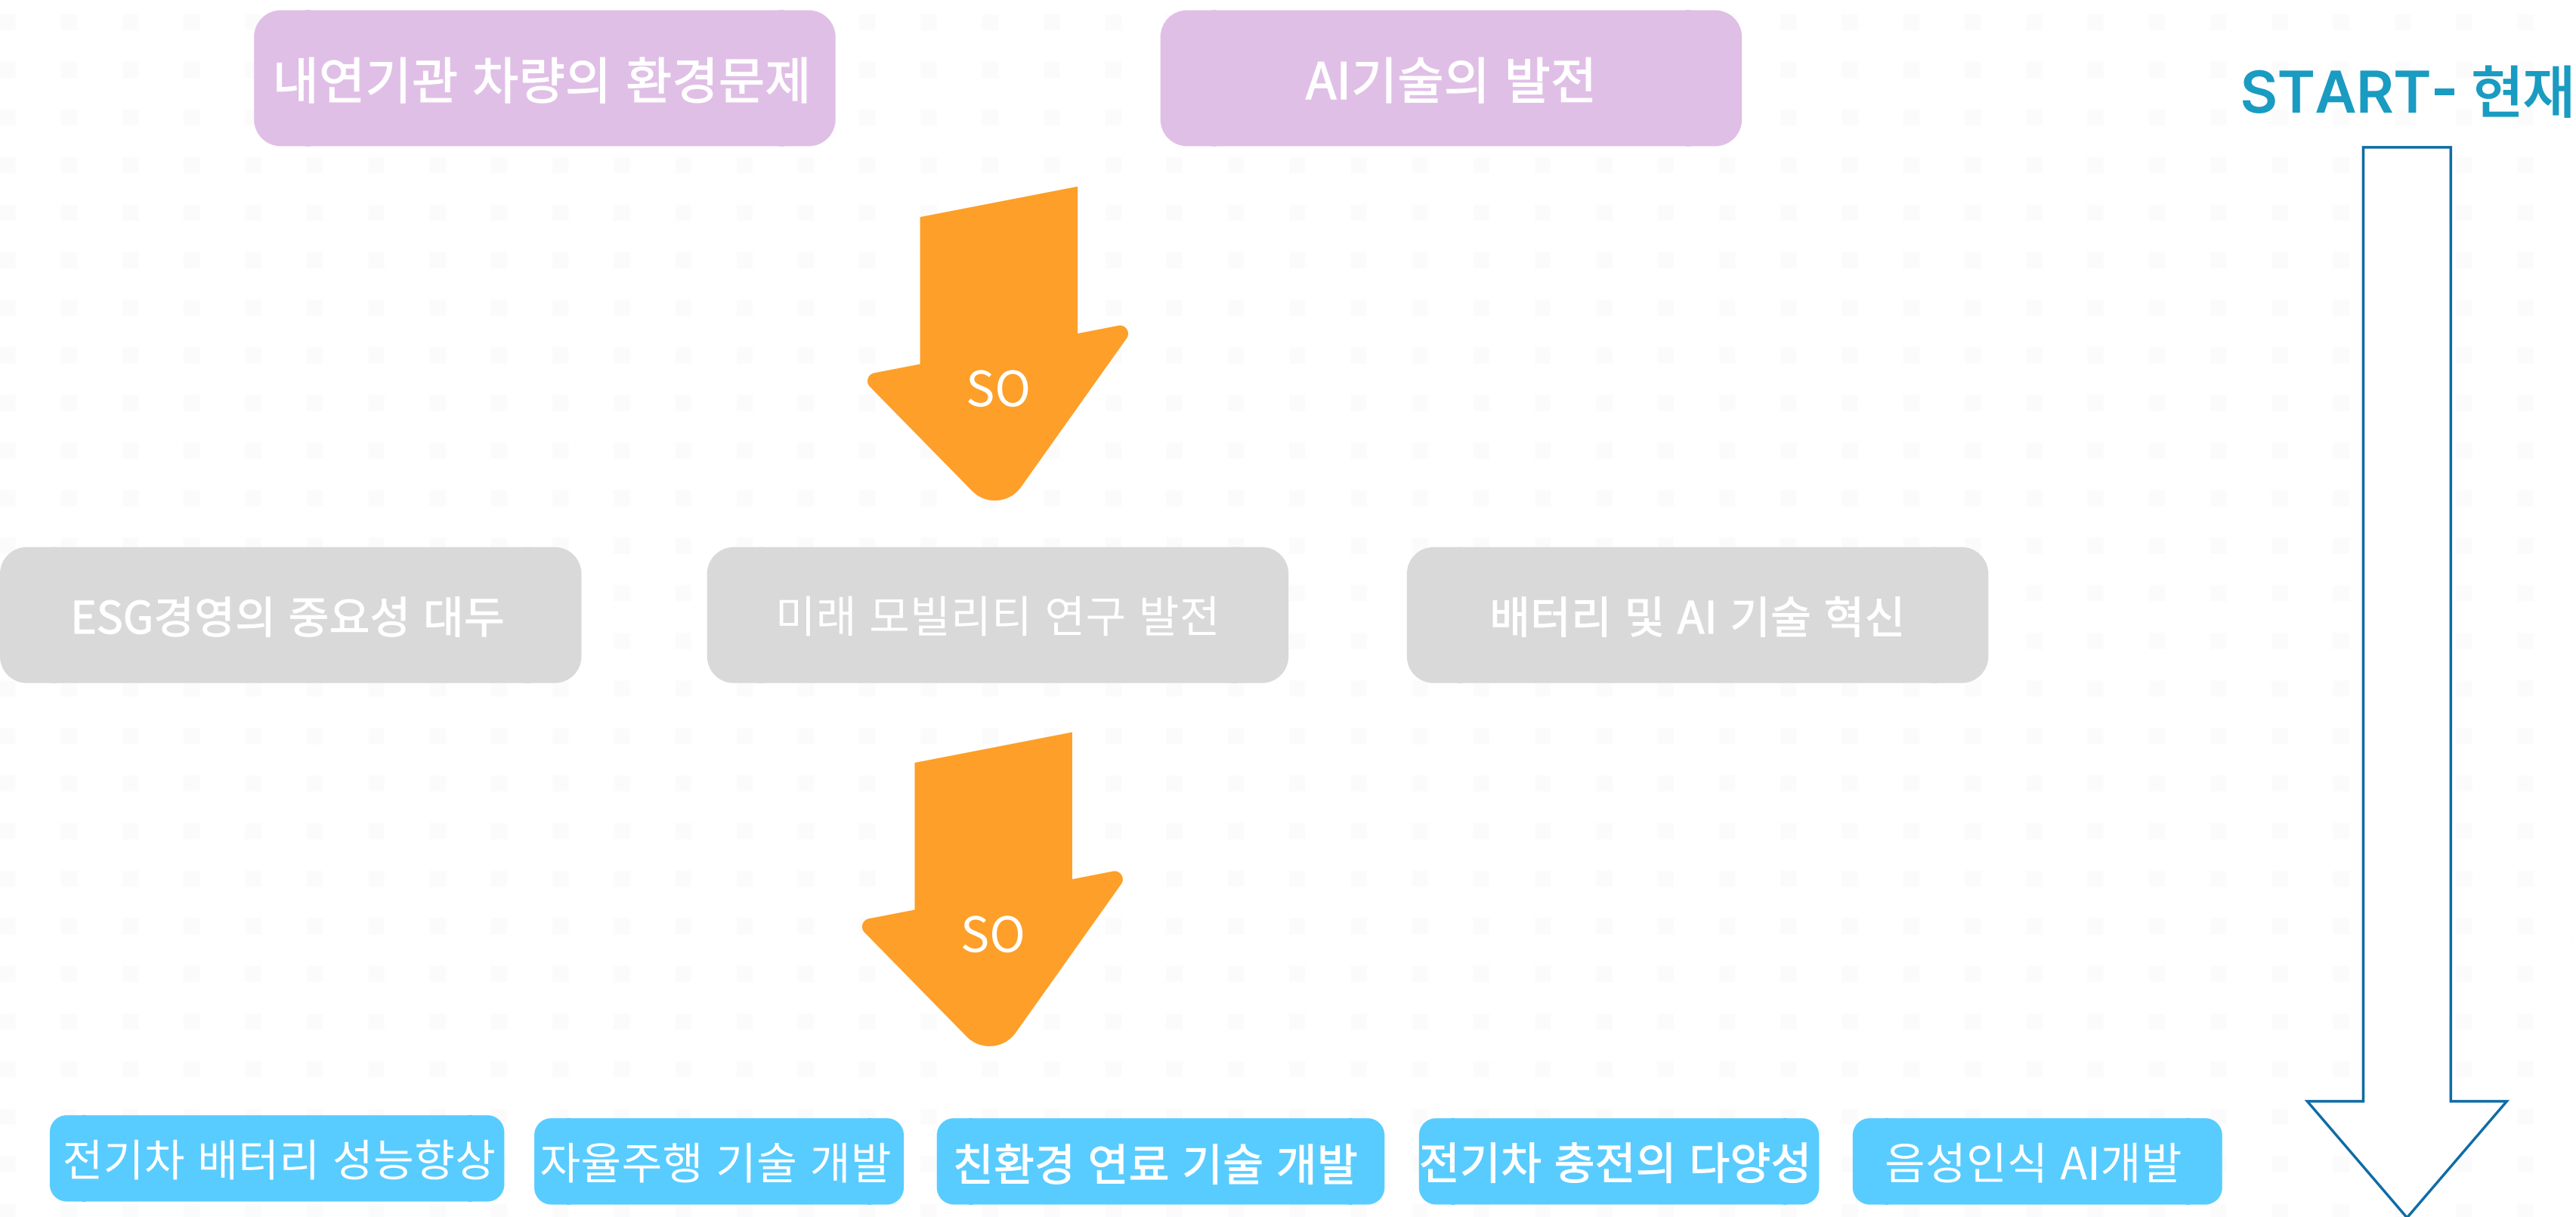 내연기관 차량의 환경문제
AI기술의 발전
START- 현재
SO
ESG경영의 중요성 대두
미래 모빌리티 연구 발전
배터리 및 AI 기술 혁신
SO
전기차 배터리 성능향상
자율주행 기술 개발
친환경 연료 기술 개발
전기차 충전의 다양성
음성인식 AI개발